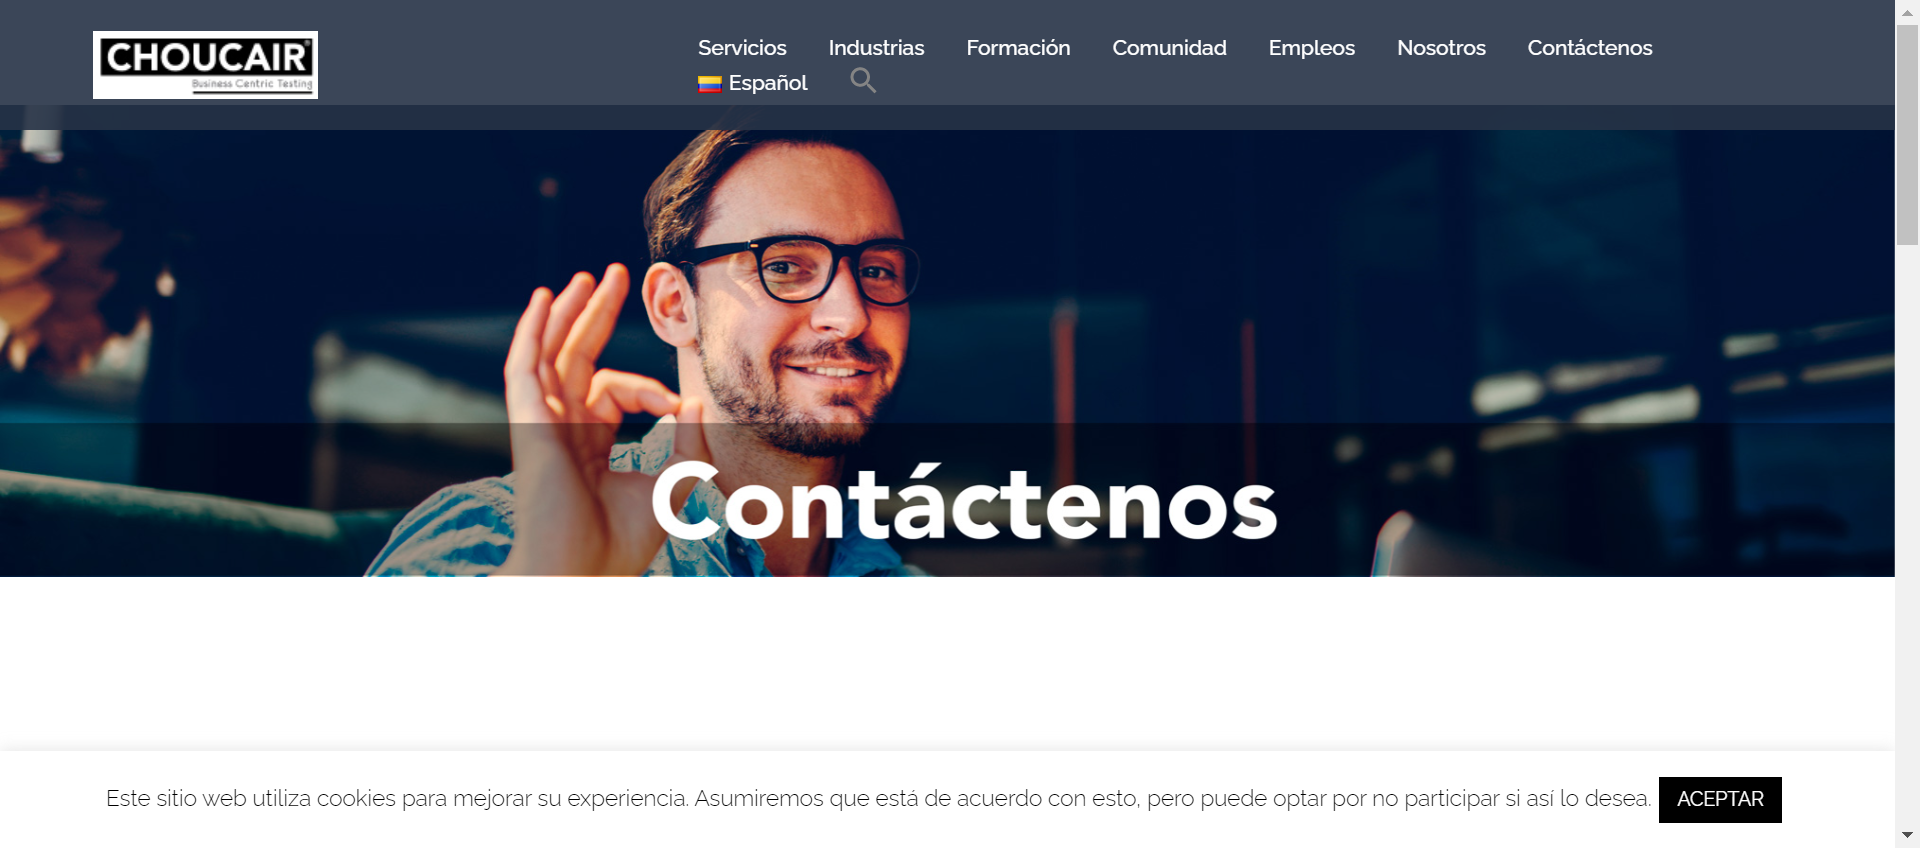 CHOUCAIR®
Business Centric Testing
Servicios Industrias Formación Comunidad Empleos Nosotros Contáctenos
Español
Contáctenos
Este sitio web utiliza cookies para mejorar su experiencia. Asumiremos que está de acuerdo con esto, pero puede optar por no participar si así lo desea. ACEPTAR